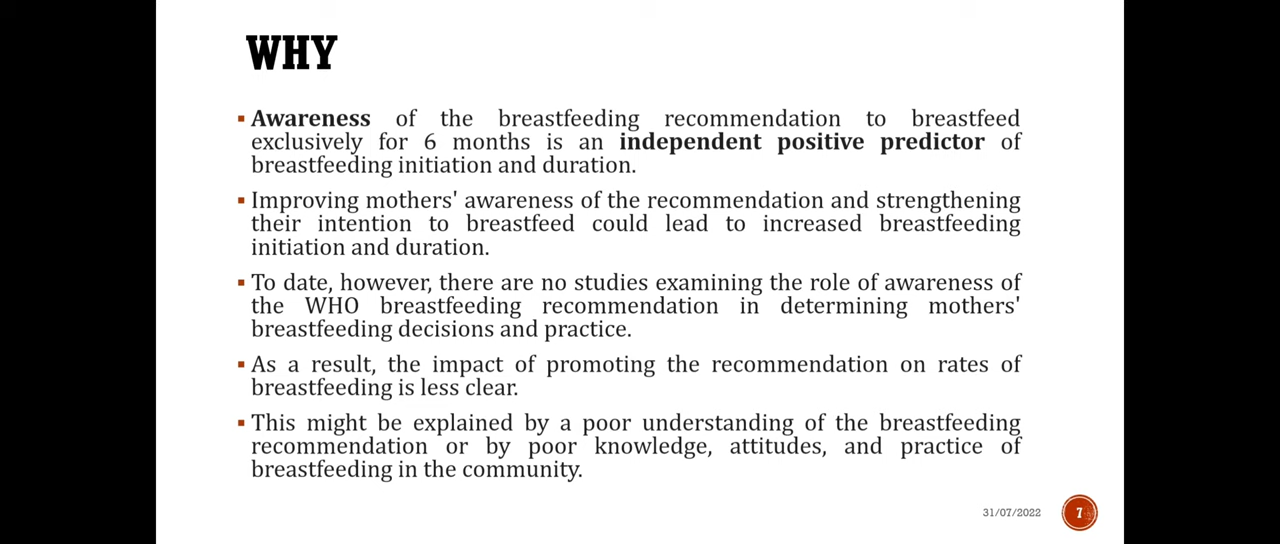 WHY
▪ Awareness of the breastfeeding recommendation to breastfeed
exclusively for 6 months is an independent positive predictor of
breastfeeding initiation and duration.
▪ Improving mothers' awareness of the recommendation and strengthening
their intention to breastfeed could lead to increased breastfeeding
initiation and duration.
▪ To date, however, there are no studies examining the role of awareness of
the WHO breastfeeding recommendation in determining mothers'
breastfeeding decisions and practice.
▪ As a result, the impact of promoting the recommendation on rates of
breastfeeding is less clear.
▪ This might be explained by a poor understanding of the breastfeeding
recommendation or by poor knowledge, attitudes, and practice of
breastfeeding in the community.
31/07/2022
7